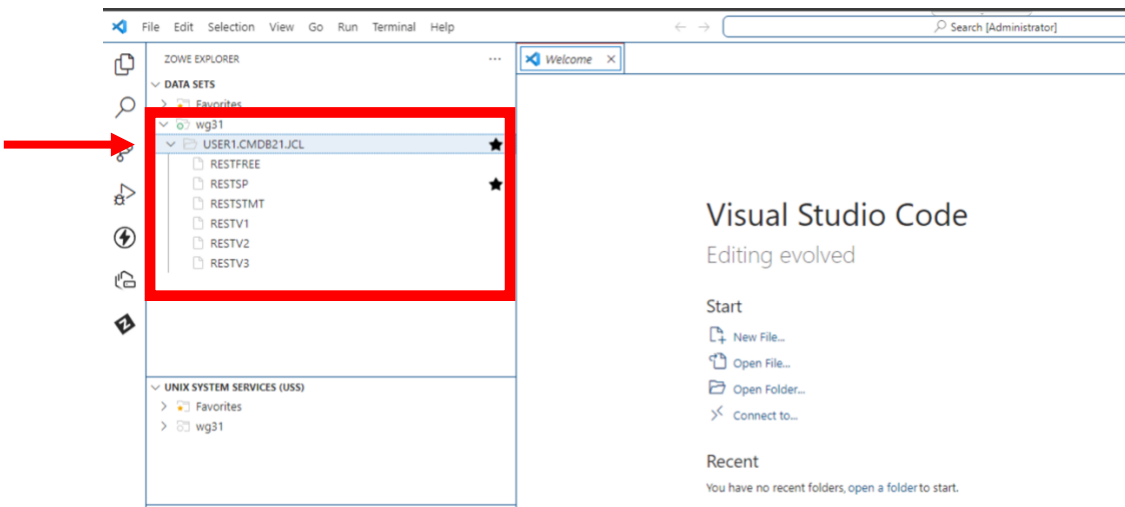 File Edit Selection View Go Run Terminal Help
Search [Administrator]
ZOWE EXPLORER ···
Welcome
DATA SETS
Favorites
wg31
USER1.CMDB21.JCL
RESTFREE
RESTSP
RESTSTMT
RESTV1
RESTV2
RESTV3
UNIX SYSTEM SERVICES (USS)
Favorites
wg31
Visual Studio Code
Editing evolved
Start
New File...
Open File...
Open Folder...
Connect to...
Recent
You have no recent folders, open a folder to start.